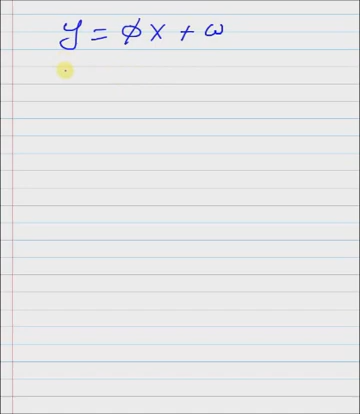 y = φx + ω